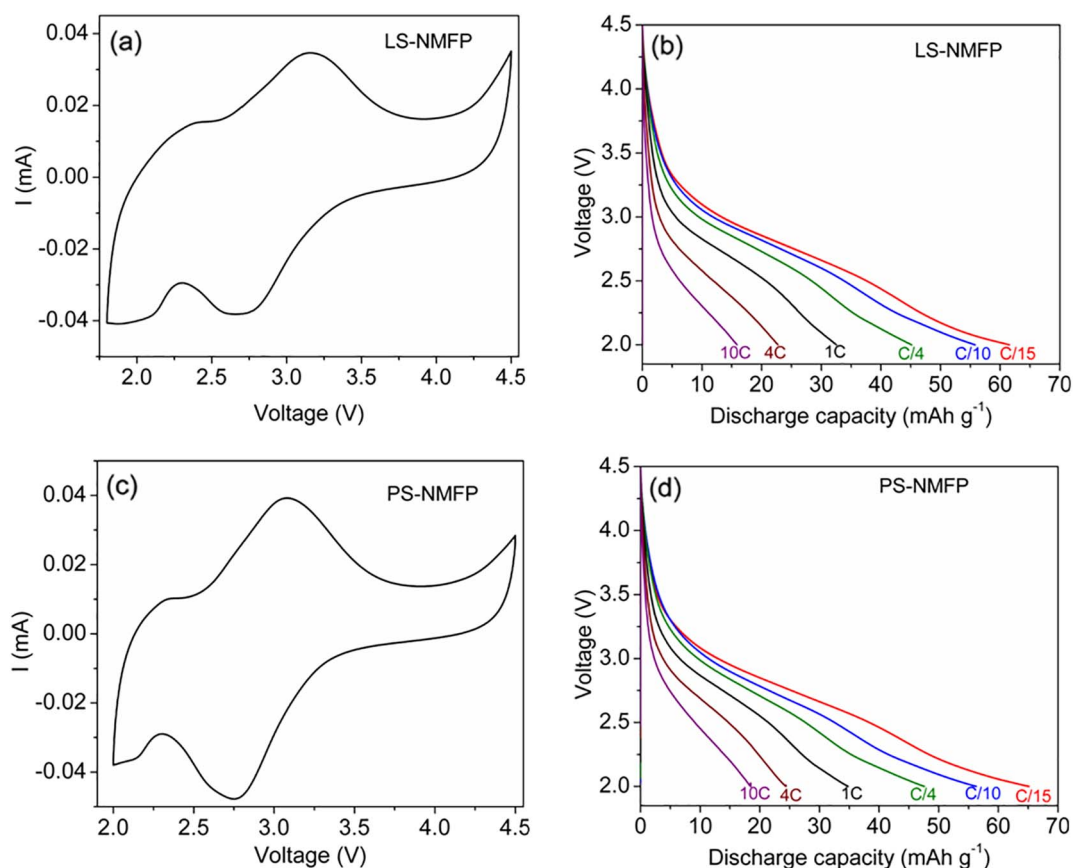 (a)
LS-NMFP
0.04
0.02
0.00
-0.02
-0.04
I (mA)
2.0 2.5 3.0 3.5 4.0 4.5
Voltage (V)
(b)
LS-NMFP
4.5
4.0
3.5
3.0
2.5
2.0
Voltage (V)
10C 4C 1C C/4 C/10 C/15
0 10 20 30 40 50 60 70
Discharge capacity (mAh g⁻¹)
(c)
PS-NMFP
0.04
0.02
0.00
-0.02
-0.04
I (mA)
2.0 2.5 3.0 3.5 4.0 4.5
Voltage (V)
(d)
PS-NMFP
4.5
4.0
3.5
3.0
2.5
2.0
Voltage (V)
10C 4C 1C C/4 C/10 C/15
0 10 20 30 40 50 60 70
Discharge capacity (mAh g⁻¹)